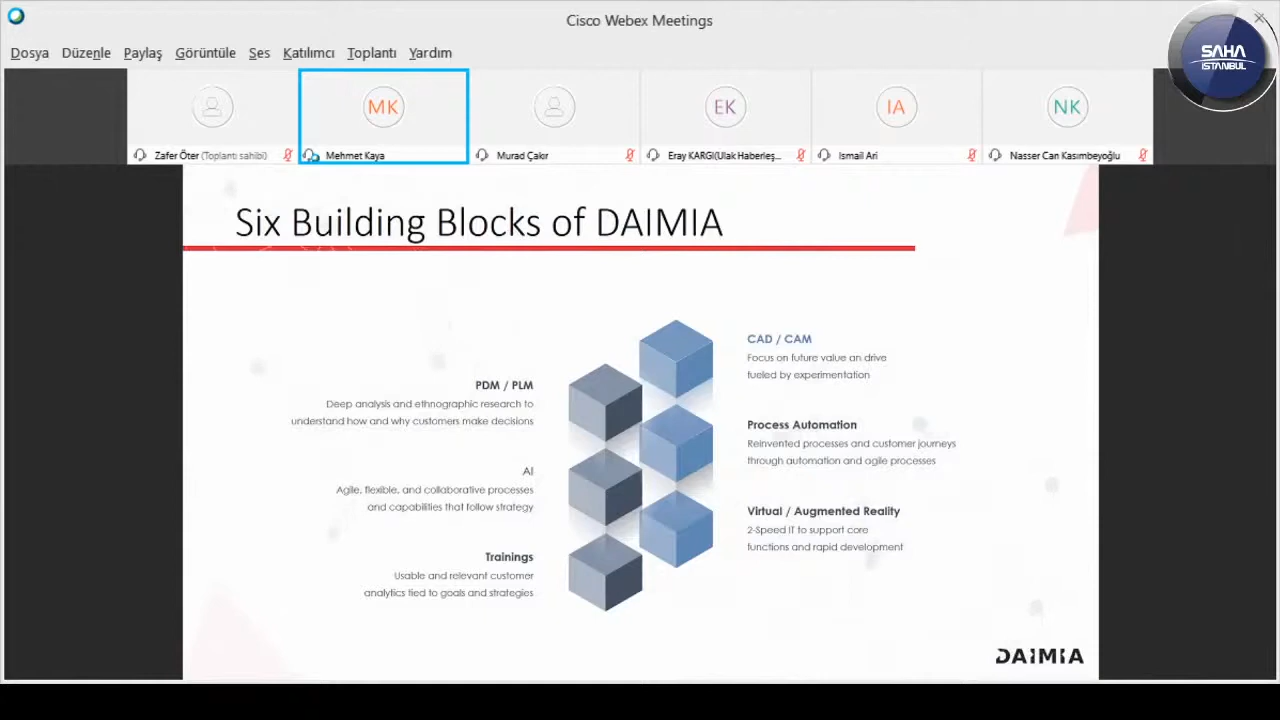 Cisco Webex Meetings
Dosya Düzenle Paylaş Görüntüle Ses Katılımcı Toplantı Yardım
SAHA
İSTANBUL
MK EK IA NK
Zafer Öter (Toplantı sahibi) Mehmet Kaya Murad Çakır Eray KARGI(Ulak Haberleş... Ismail Ari Nasser Can Kasımbeyoğlu
Six Building Blocks of DAIMIA
CAD / CAM
Focus on future value an drive
fueled by experimentation
PDM / PLM
Deep analysis and ethnographic research to
understand how and why customers make decisions
Process Automation
Reinvented processes and customer journeys
through automation and agile processes
AI
Agile, flexible, and collaborative processes
and capabilities that follow strategy
Virtual / Augmented Reality
2-Speed IT to support core
functions and rapid development
Trainings
Usable and relevant customer
analytics tied to goals and strategies
DAIMIA